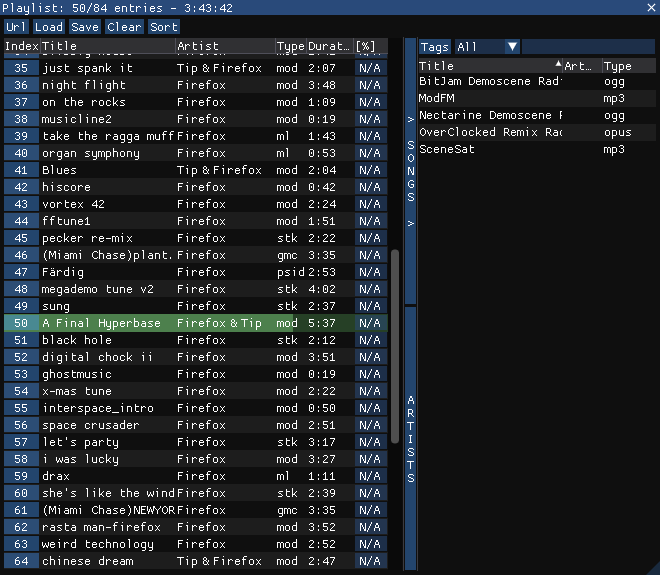 Playlist: 50/84 entries - 3:43:42 ×
Url Load Save Clear Sort
Index Title Artist Type Durat… [%]
35 just spank it Tip & Firefox mod 2:07 N/A
36 night flight Firefox mod 3:48 N/A
37 on the rocks Firefox mod 1:09 N/A
38 musicline2 Firefox mod 0:19 N/A
39 take the ragga muff Firefox ml 1:43 N/A
40 organ symphony Firefox ml 0:53 N/A
41 Blues Tip & Firefox mod 2:04 N/A
42 hiscore Firefox mod 0:42 N/A
43 vortex 42 Firefox mod 2:24 N/A
44 fftune1 Firefox mod 1:51 N/A
45 pecker re-mix Firefox stk 2:22 N/A
46 (Miami Chase)plant. Firefox gmc 3:35 N/A
47 Färdig Firefox psid 2:53 N/A
48 megademo tune v2 Firefox stk 4:02 N/A
49 sung Firefox stk 2:37 N/A
50 A Final Hyperbase Firefox & Tip mod 5:37 N/A
51 black hole Firefox stk 2:12 N/A
52 digital chock ii Firefox mod 3:51 N/A
53 ghostmusic Firefox mod 0:19 N/A
54 x-mas tune Firefox mod 2:22 N/A
55 interspace_intro Firefox mod 0:50 N/A
56 space crusader Firefox mod 2:51 N/A
57 let's party Firefox stk 3:17 N/A
58 i was lucky Firefox mod 3:27 N/A
59 drax Firefox ml 1:11 N/A
60 she's like the wind Firefox stk 2:39 N/A
61 (Miami Chase)NEWYOR Firefox gmc 3:35 N/A
62 rasta man-firefox Firefox mod 3:52 N/A
63 weird technology Firefox mod 2:52 N/A
64 chinese dream Tip & Firefox mod 2:47 N/A
> SONGS >
ARTISTS
Tags All
Title Art… Type
BitJam Demoscene Rad ogg
ModFM mp3
Nectarine Demoscene ogg
OverClocked Remix Ra opus
SceneSat mp3